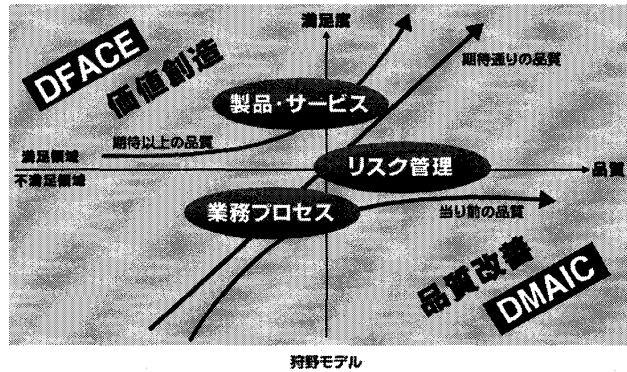 満足度
DFACE
価値創造
期待通りの品質
製品・サービス
期待以上の品質
満足領域
不満足領域
リスク管理
品質
業務プロセス
当り前の品質
品質改善
DMAIC
狩野モデル